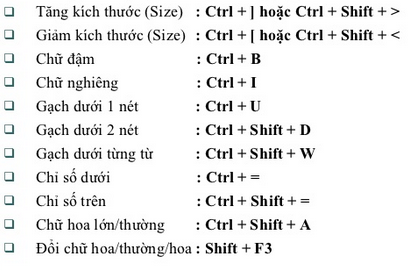 ❑ Tăng kích thước (Size) : Ctrl + ] hoặc Ctrl + Shift + >
❑ Giảm kích thước (Size) : Ctrl + [ hoặc Ctrl + Shift + <
❑ Chữ đậm : Ctrl + B
❑ Chữ nghiêng : Ctrl + I
❑ Gạch dưới 1 nét : Ctrl + U
❑ Gạch dưới 2 nét : Ctrl + Shift + D
❑ Gạch dưới từng từ : Ctrl + Shift + W
❑ Chỉ số dưới : Ctrl + =
❑ Chỉ số trên : Ctrl + Shift + =
❑ Chữ hoa lớn/thường : Ctrl + Shift + A
❑ Đổi chữ hoa/thường/hoa : Shift + F3